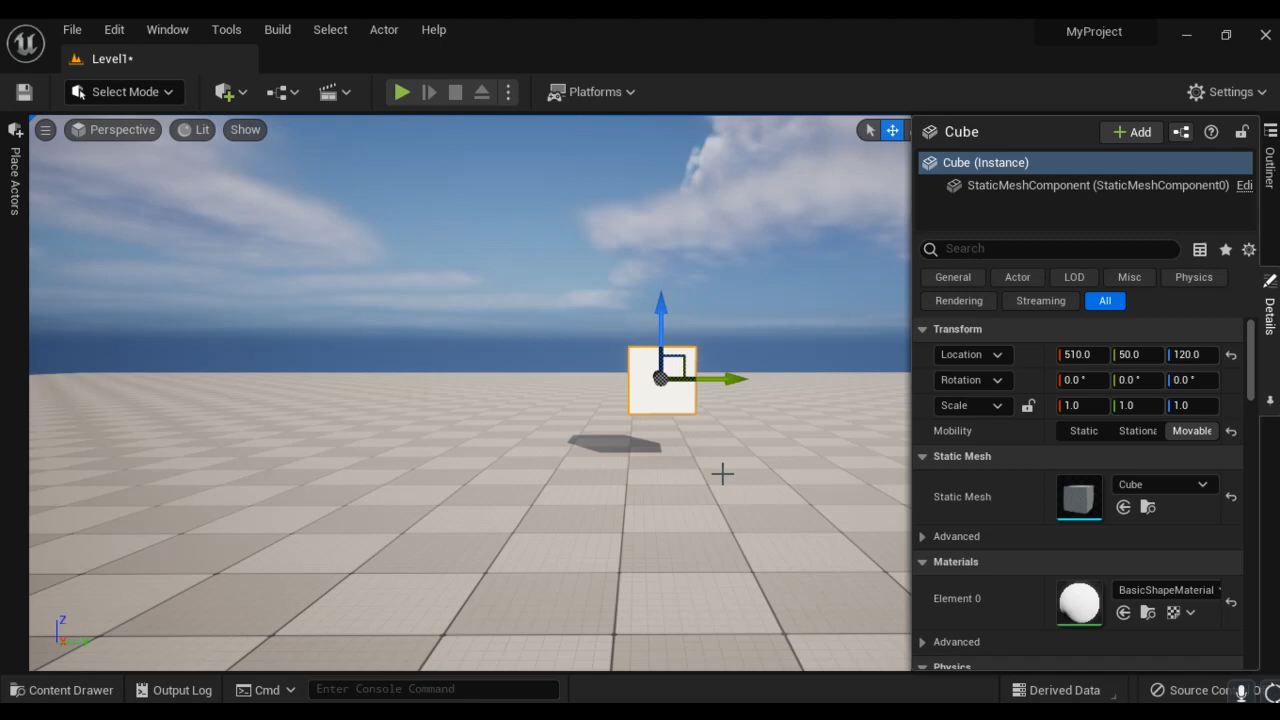 File Edit Window Tools Build Select Actor Help MyProject
Level1*
Select Mode Platforms Settings
Perspective Lit Show
Place Actors
Cube Add
Cube (Instance)
StaticMeshComponent (StaticMeshComponent0) Edi
Outliner
Search
General Actor LOD Misc Physics
Rendering Streaming All
Details
Transform
Location 510.0 50.0 120.0
Rotation 0.0 ° 0.0 ° 0.0 °
Scale 1.0 1.0 1.0
Mobility Static Stationa Movable
Static Mesh
Cube
Static Mesh
Advanced
Materials
BasicShapeMaterial
Element 0
Advanced
Physics
Z
X Y
Content Drawer Output Log Cmd Enter Console Command Derived Data Source Con